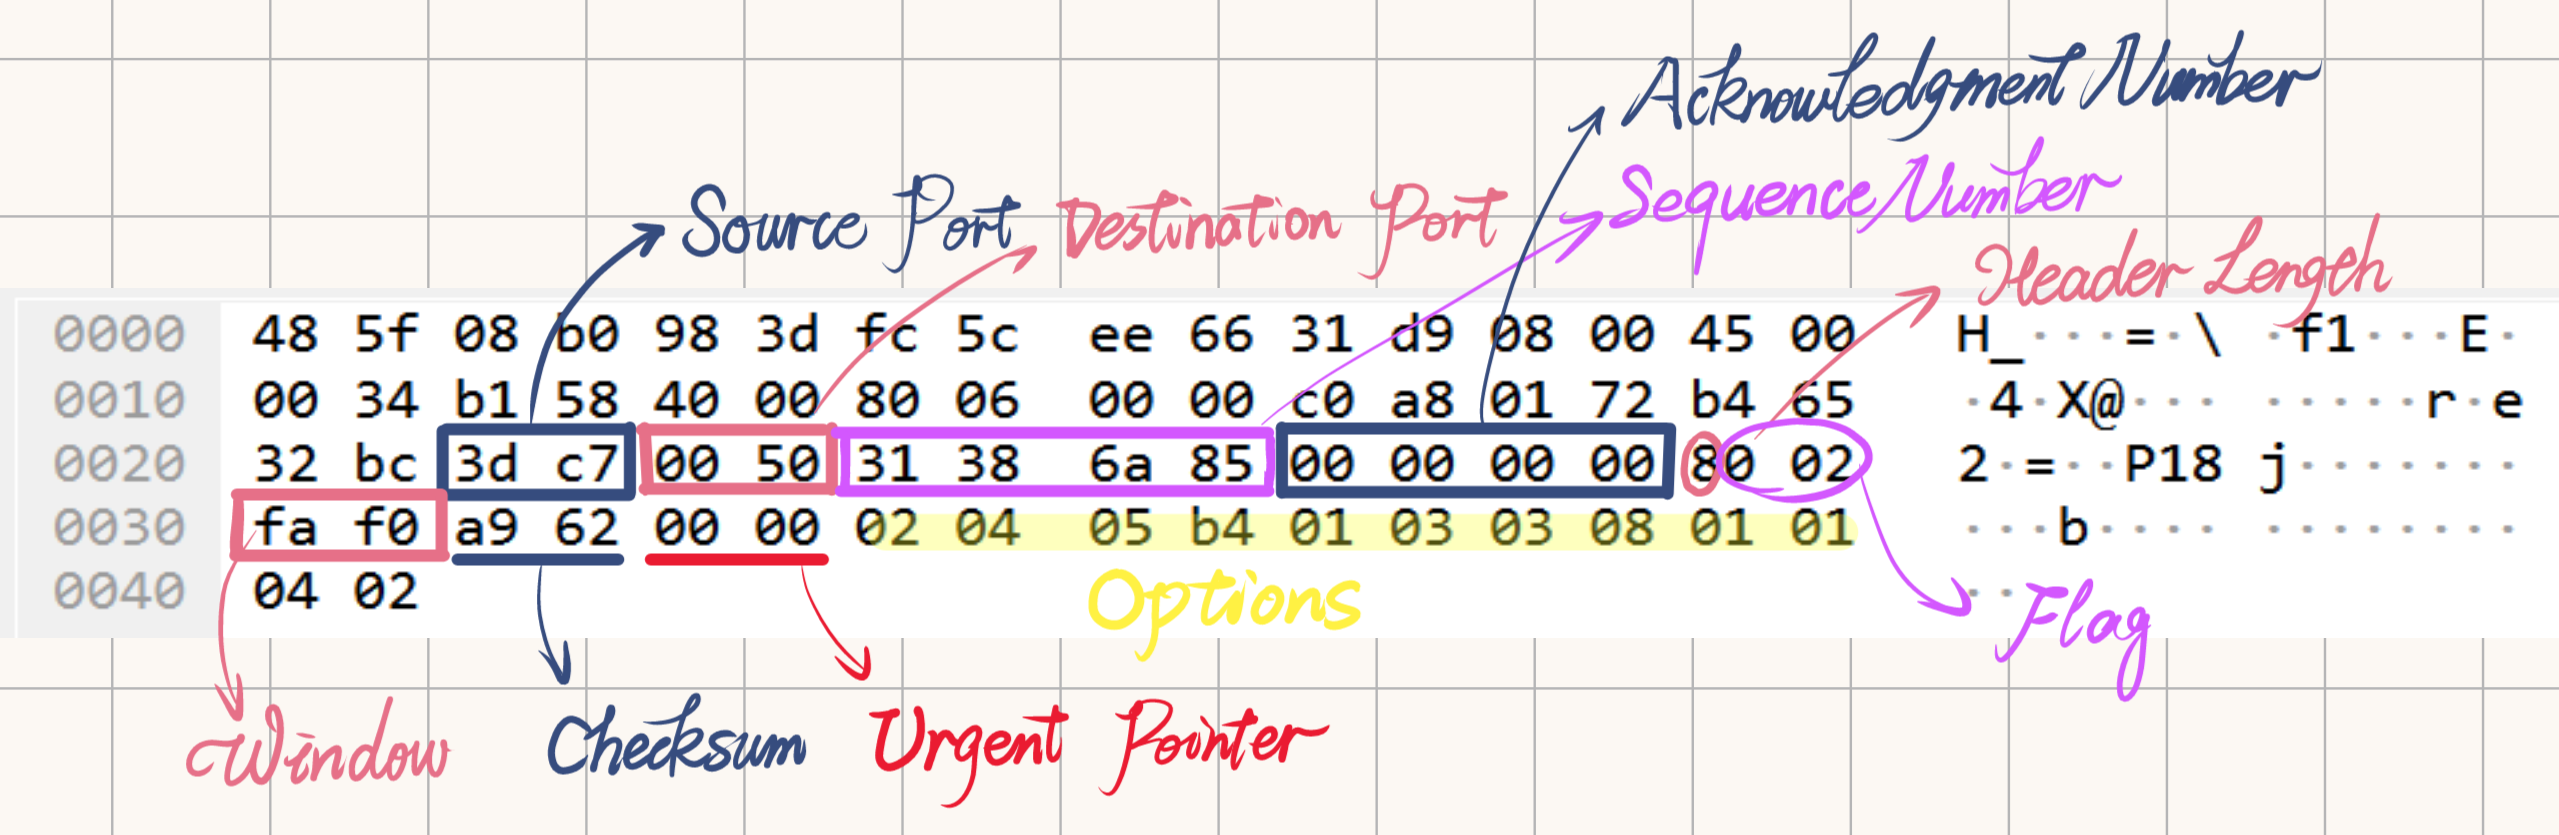 Acknowledgment Number
Source Port Destination Port Sequence Number
Header Length
0000 48 5f 08 b0 98 3d fc 5c ee 66 31 d9 08 00 45 00 H_···=·\ ·f1···E·
0010 00 34 b1 58 40 00 80 06 00 00 c0 a8 01 72 b4 65 ·4·X@··· ·····r·e
0020 32 bc 3d c7 00 50 31 38 6a 85 00 00 00 00 80 02 2·=··P18 j·······
0030 fa f0 a9 62 00 00 02 04 05 b4 01 03 03 08 01 01 ···b···· ········
0040 04 02 ··
Options
Flag
Window Checksum Urgent Pointer